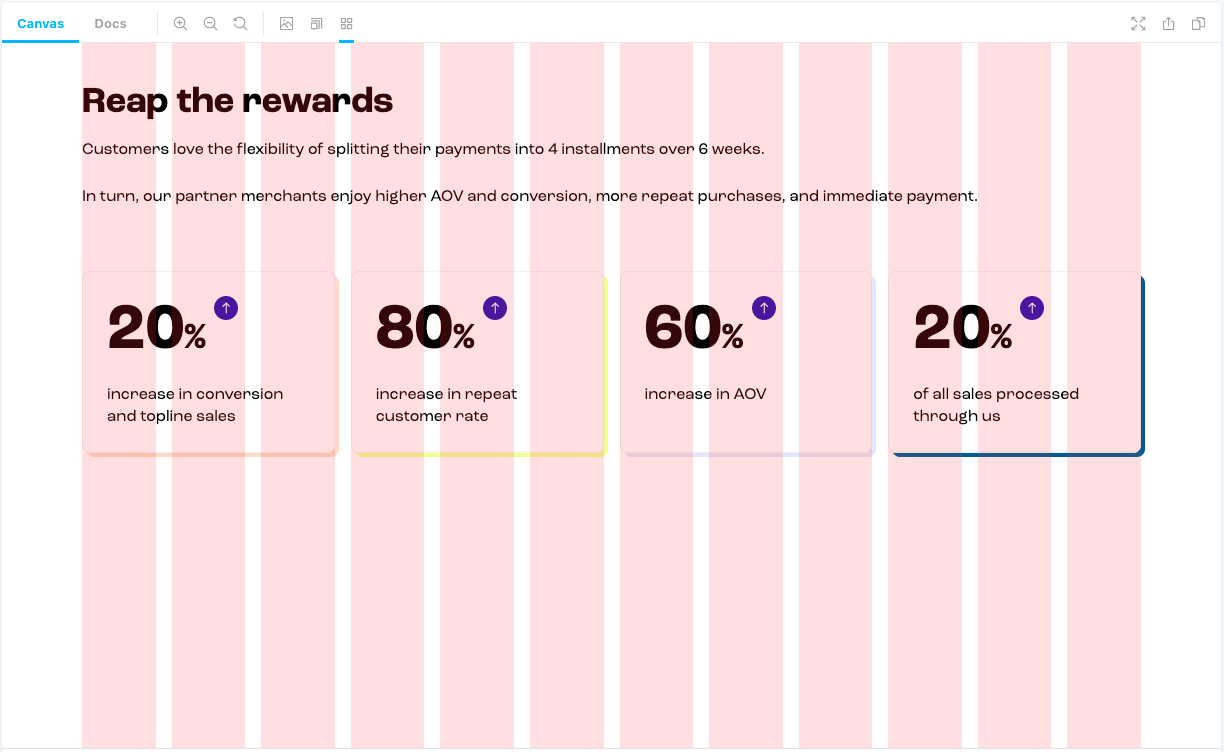 Canvas Docs
Reap the rewards
Customers love the flexibility of splitting their payments into 4 installments over 6 weeks.
In turn, our partner merchants enjoy higher AOV and conversion, more repeat purchases, and immediate payment.
20%
increase in conversion
and topline sales
80%
increase in repeat
customer rate
60%
increase in AOV
20%
of all sales processed
through us